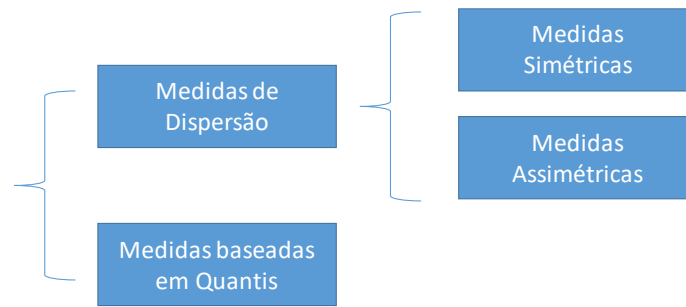 Medidas de
Dispersão
Medidas
Simétricas
Medidas
Assimétricas
Medidas baseadas
em Quantis